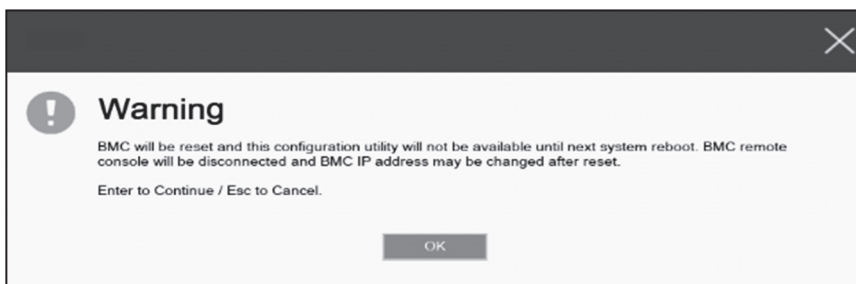 Warning
BMC will be reset and this configuration utility will not be available until next system reboot. BMC remote
console will be disconnected and BMC IP address may be changed after reset.
Enter to Continue / Esc to Cancel.
OK